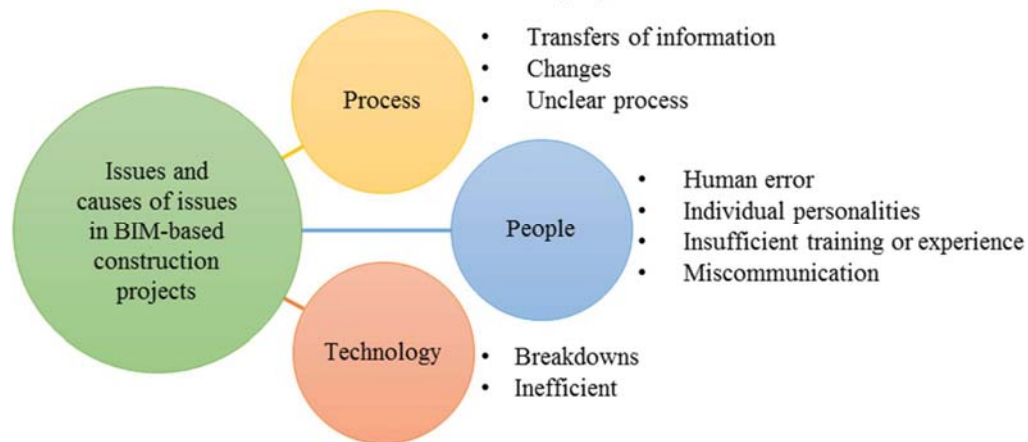 Issues and
causes of issues
in BIM-based
construction
projects
Process
• Transfers of information
• Changes
• Unclear process
People
• Human error
• Individual personalities
• Insufficient training or experience
• Miscommunication
Technology
• Breakdowns
• Inefficient